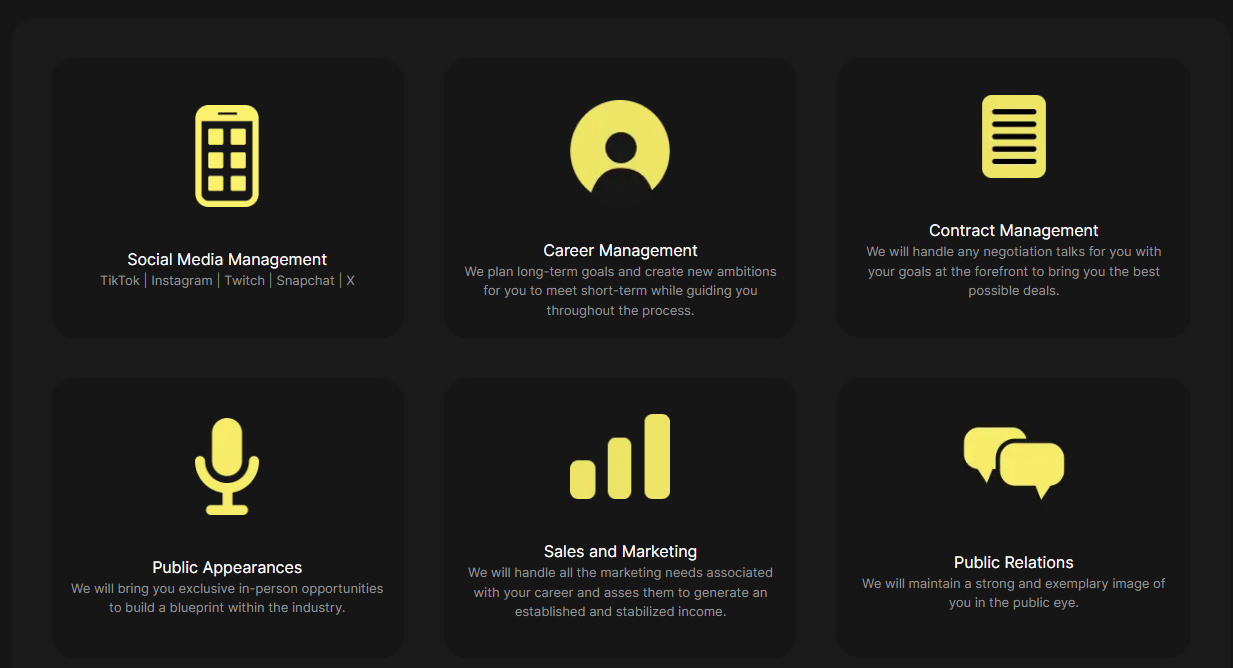 Social Media Management
TikTok | Instagram | Twitch | Snapchat | X
Career Management
We plan long-term goals and create new ambitions
for you to meet short-term while guiding you
throughout the process.
Contract Management
We will handle any negotiation talks for you with
your goals at the forefront to bring you the best
possible deals.
Public Appearances
We will bring you exclusive in-person opportunities
to build a blueprint within the industry.
Sales and Marketing
We will handle all the marketing needs associated
with your career and asses them to generate an
established and stabilized income.
Public Relations
We will maintain a strong and exemplary image of
you in the public eye.